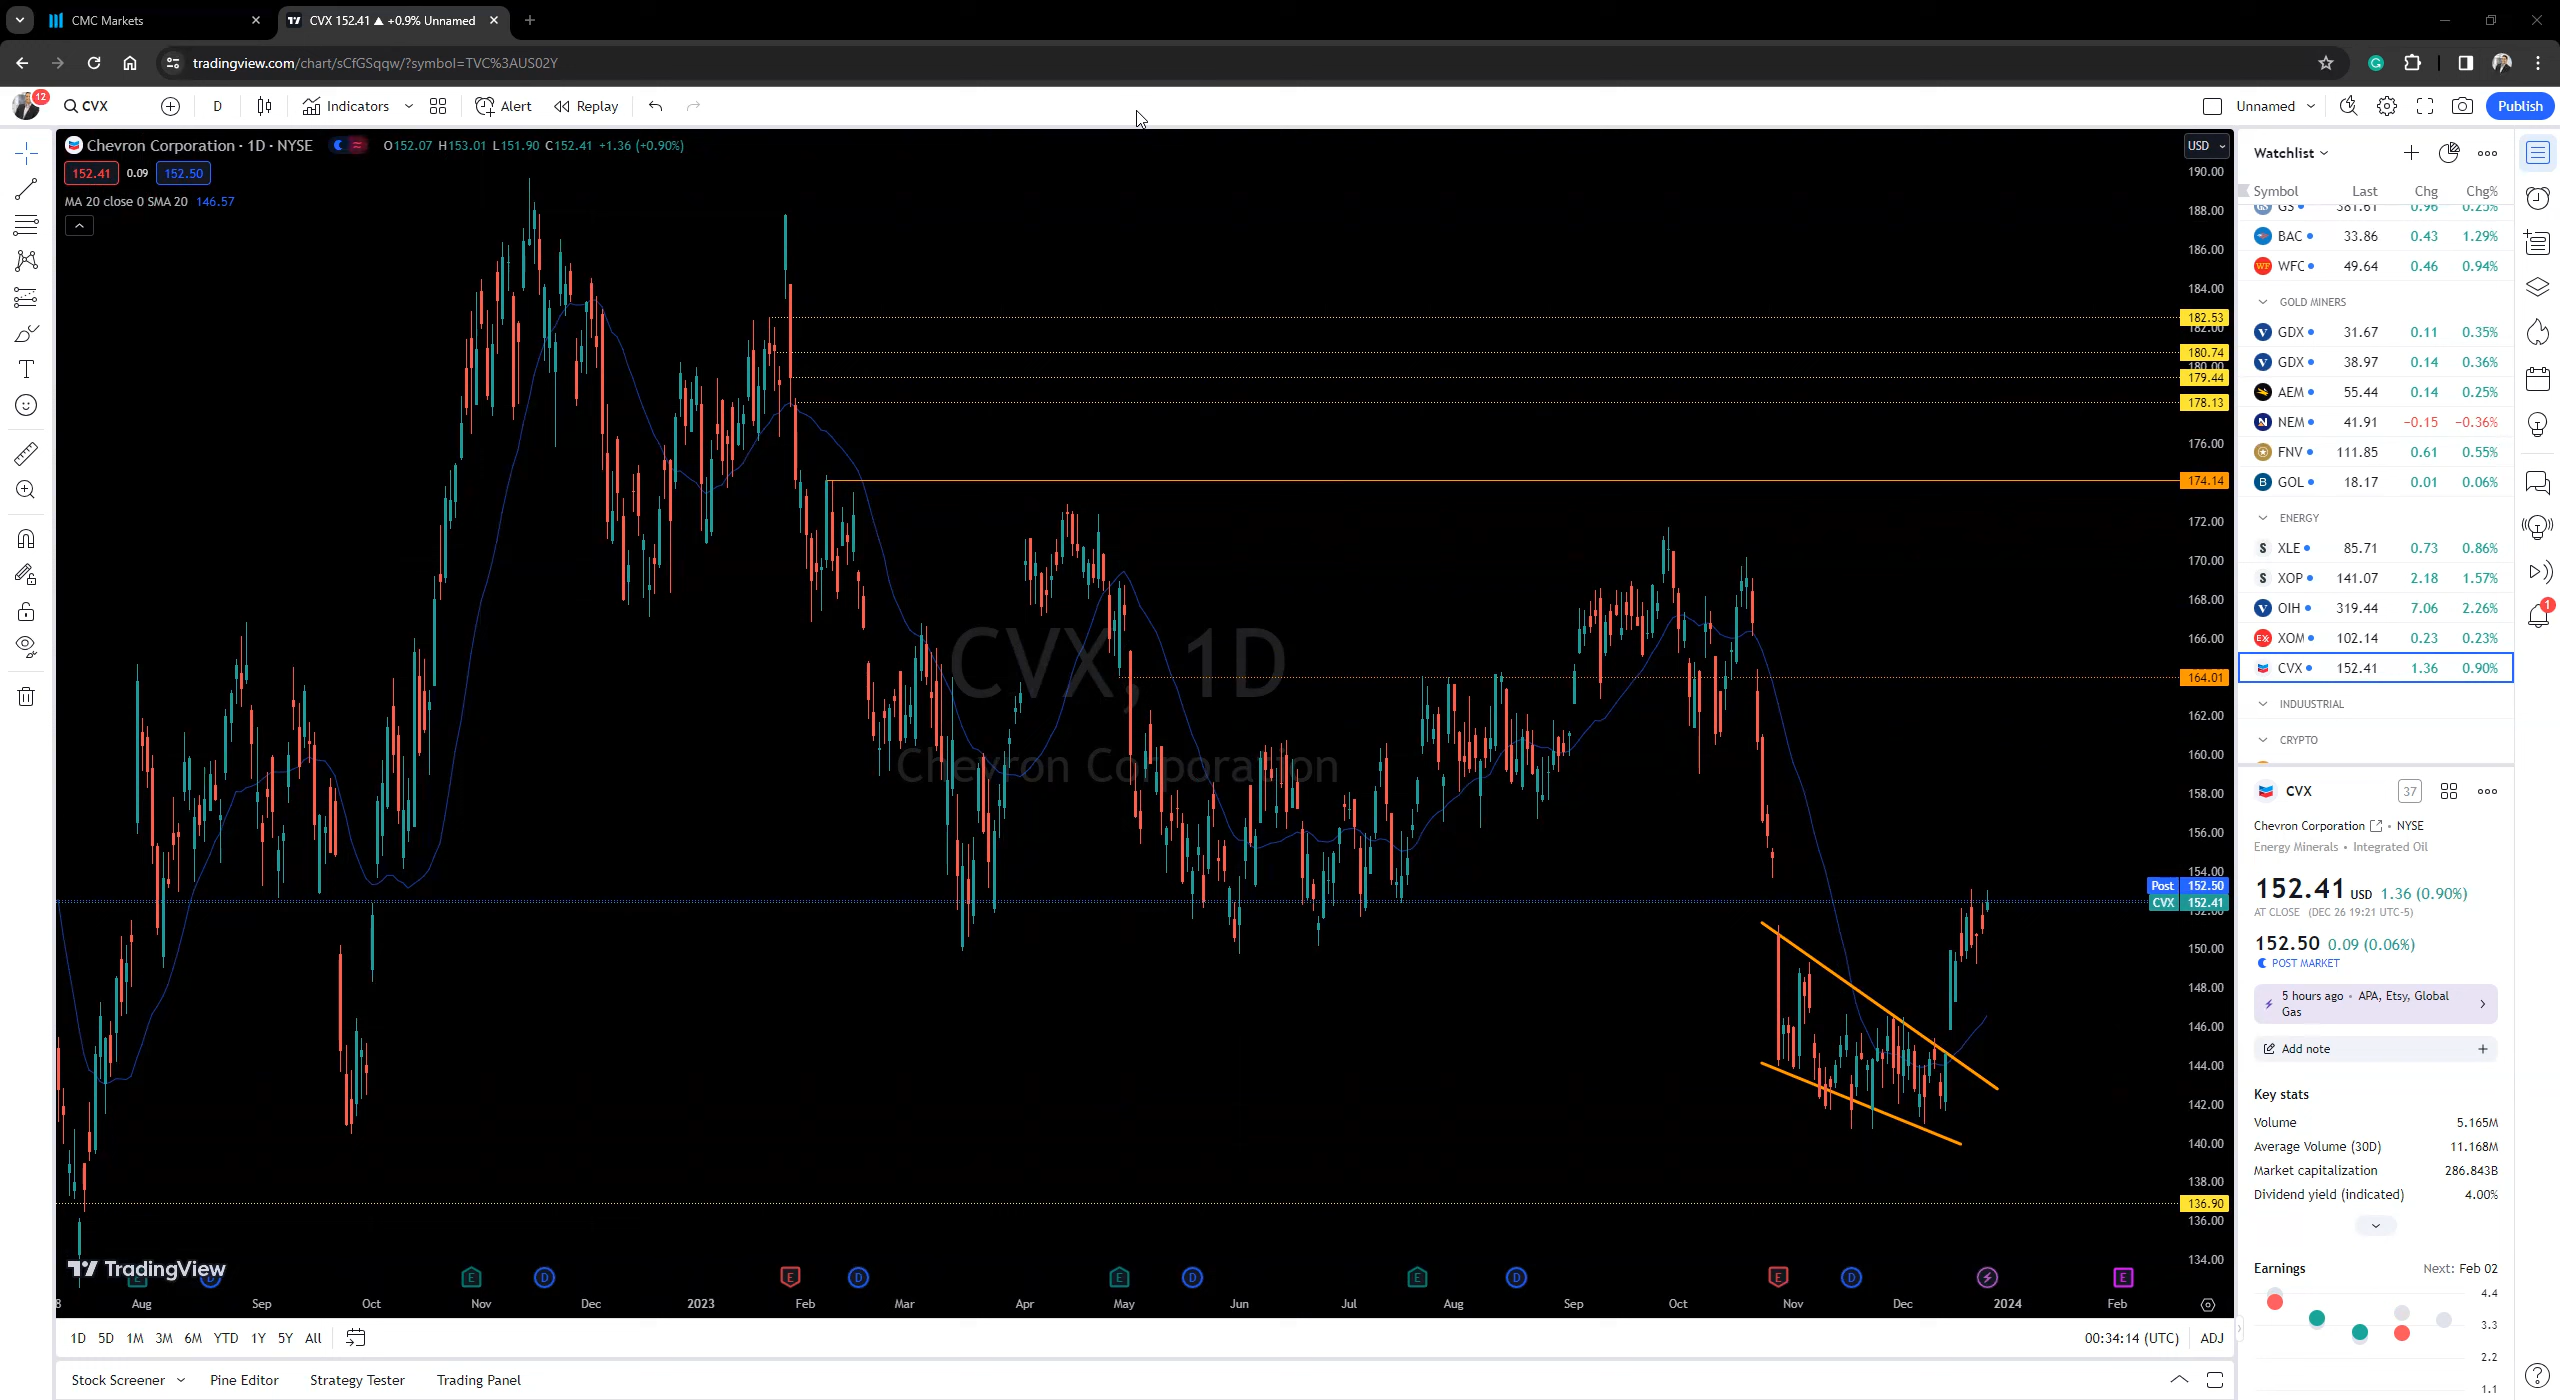 CMC Markets
CVX 152.41 ▲ +0.9% Unnamed
tradingview.com/chart/sCfGSqqw/?symbol=TVC%3AUS02Y
12
CVX D Indicators Alert Replay Unnamed Publish
Chevron Corporation · 1D · NYSE O152.07 H153.01 L151.90 C152.41 +1.36 (+0.90%)
152.41 0.09 152.50
MA 20 close 0 SMA 20 146.57
CVX, 1D
Chevron Corporation
USD
190.00
188.00
186.00
184.00
182.53
182.00
180.74
180.00
179.44
178.13
176.00
174.14
172.00
170.00
168.00
166.00
164.01
162.00
160.00
158.00
156.00
154.00
Post 152.50
CVX 152.41
152.00
150.00
148.00
146.00
144.00
142.00
140.00
138.00
136.90
136.00
134.00
TradingView
E D E D E D E D E D E D E
Aug Sep Oct Nov Dec 2023 Feb Mar Apr May Jun Jul Aug Sep Oct Nov Dec 2024 Feb
1D 5D 1M 3M 6M YTD 1Y 5Y All
00:34:14 (UTC) ADJ
Stock Screener Pine Editor Strategy Tester Trading Panel
Watchlist
Symbol Last Chg Chg%
GS 381.61 0.96 0.25%
BAC 33.86 0.43 1.29%
WFC 49.64 0.46 0.94%
GOLD MINERS
GDX 31.67 0.11 0.35%
GDX 38.97 0.14 0.36%
AEM 55.44 0.14 0.25%
NEM 41.91 −0.15 −0.36%
FNV 111.85 0.61 0.55%
GOL 18.17 0.01 0.06%
ENERGY
XLE 85.71 0.73 0.86%
XOP 141.07 2.18 1.57%
OIH 319.44 7.06 2.26%
XOM 102.14 0.23 0.23%
CVX 152.41 1.36 0.90%
INDUUSTRIAL
CRYPTO
CVX 37
Chevron Corporation • NYSE
Energy Minerals • Integrated Oil
152.41 USD 1.36 (0.90%)
AT CLOSE (DEC 26 19:21 UTC-5)
152.50 0.09 (0.06%)
POST MARKET
5 hours ago • APA, Etsy, Global
Gas
Add note
Key stats
Volume 5.165M
Average Volume (30D) 11.168M
Market capitalization 286.843B
Dividend yield (indicated) 4.00%
Earnings Next: Feb 02
4.4
3.3
2.2
1.1
1